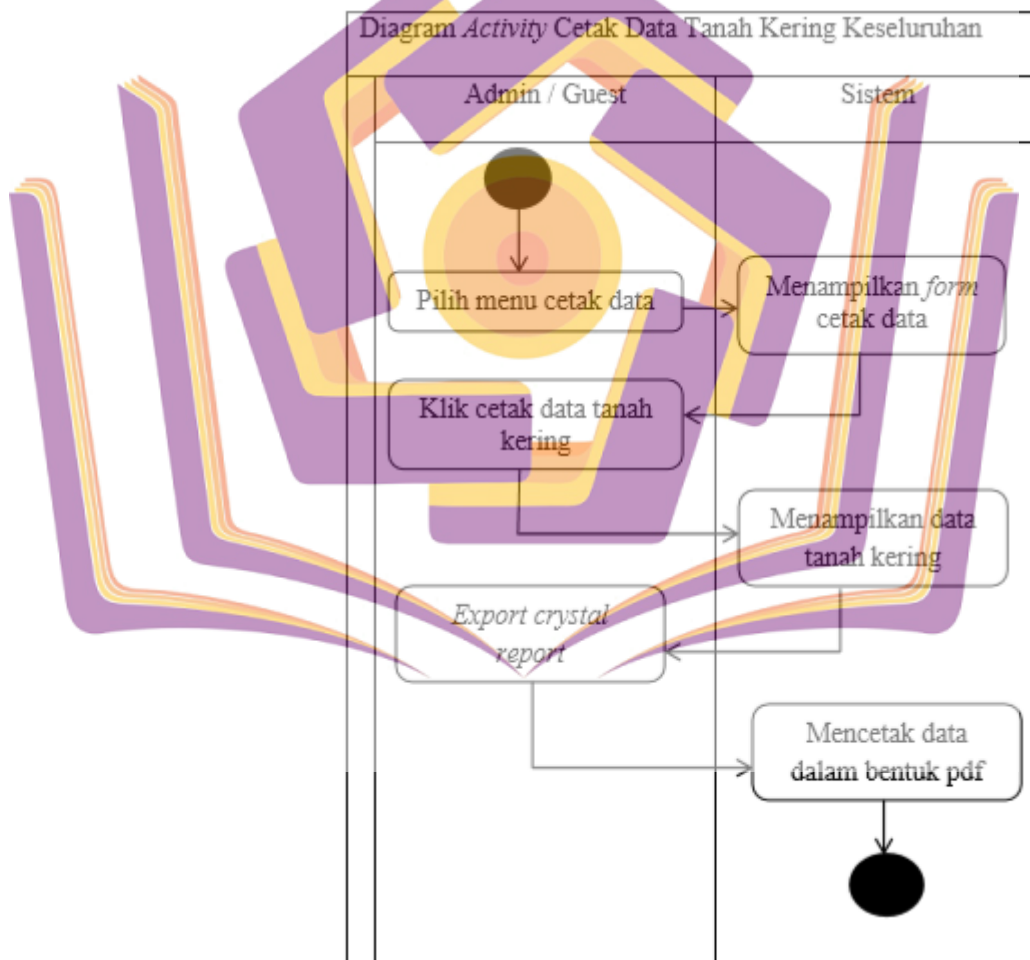 Diagram Activity Cetak Data Tanah Kering Keseluruhan
Admin / Guest
Sistem
Pilih menu cetak data
Menampilkan form
cetak data
Klik cetak data tanah
kering
Menampilkan data
tanah kering
Export crystal
report
Mencetak data
dalam bentuk pdf